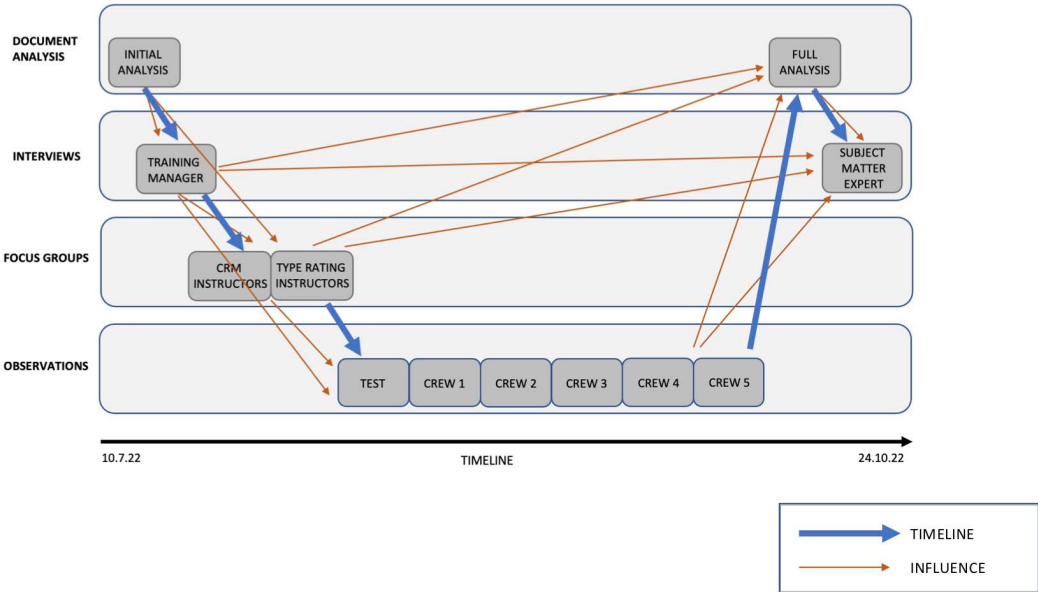 DOCUMENT
ANALYSIS
INITIAL
ANALYSIS
FULL
ANALYSIS
INTERVIEWS
TRAINING
MANAGER
SUBJECT
MATTER
EXPERT
FOCUS GROUPS
CRM
INSTRUCTORS
TYPE RATING
INSTRUCTORS
OBSERVATIONS
TEST
CREW 1
CREW 2
CREW 3
CREW 4
CREW 5
10.7.22
TIMELINE
24.10.22
TIMELINE
INFLUENCE